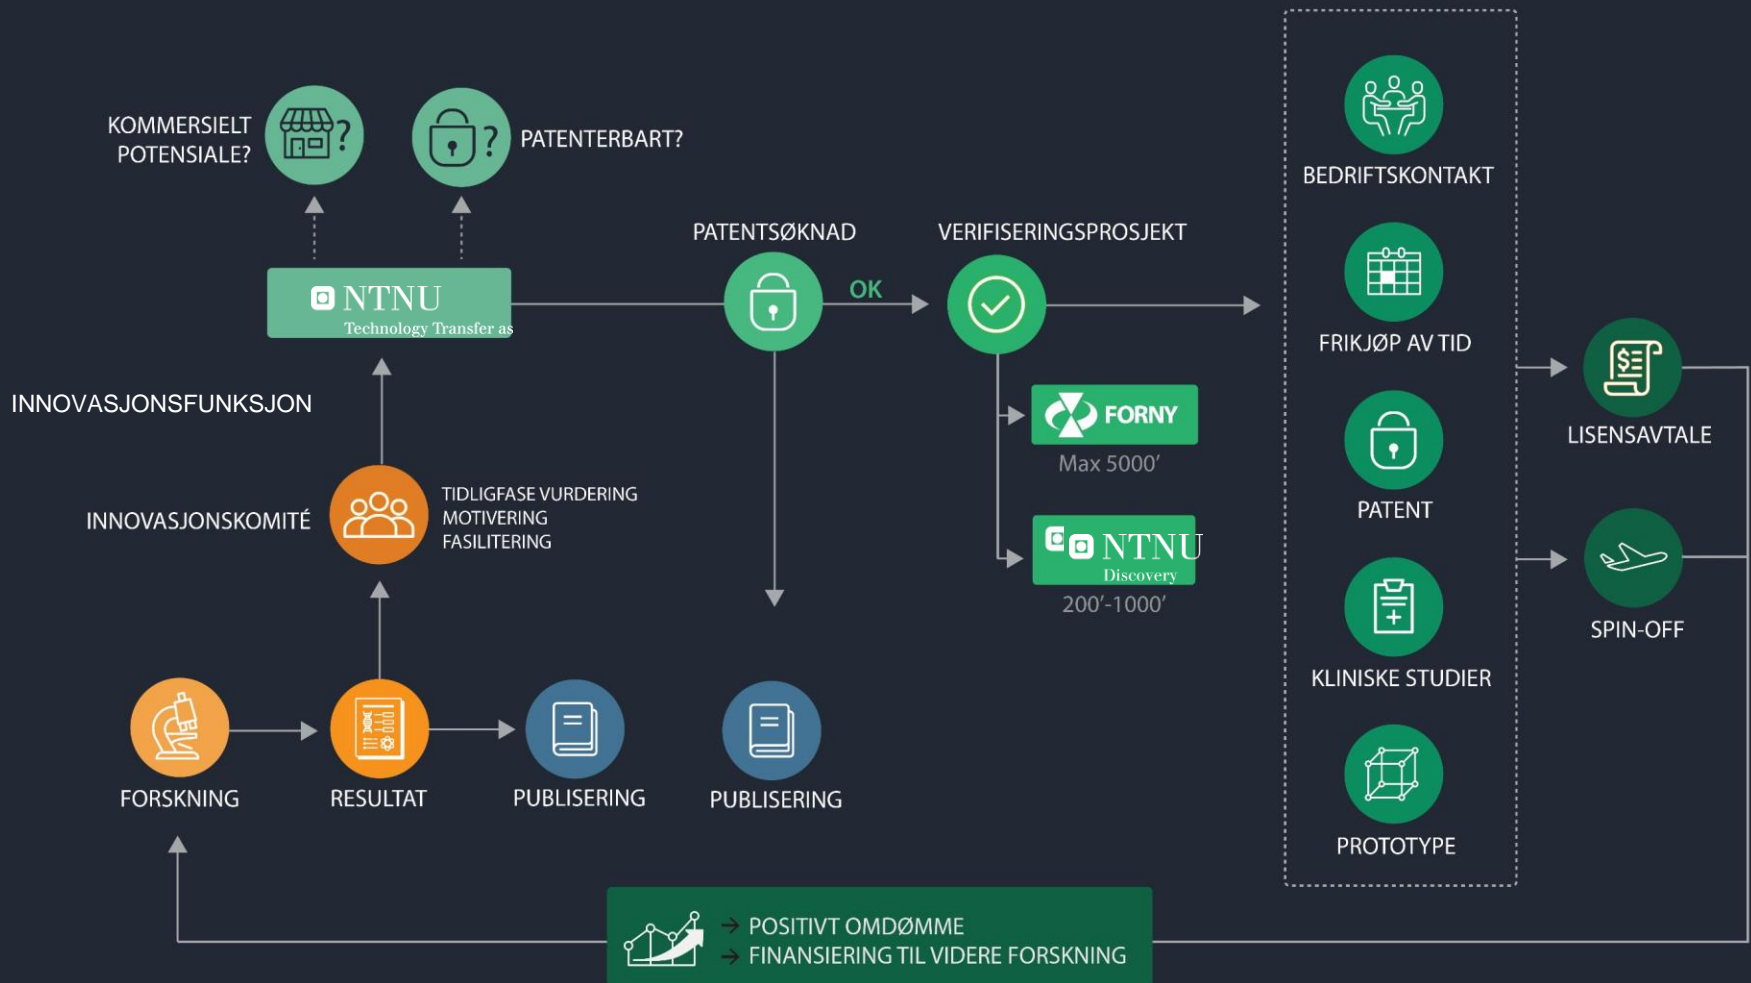 KOMMERSIELT
POTENSIALE?
?
?
PATENTERBART?
NTNU
Technology Transfer as
PATENTSØKNAD
OK
VERIFISERINGSPROSJEKT
FORNY
Max 5000'
NTNU
Discovery
200'-1000'
INNOVASJONSFUNKSJON
INNOVASJONSKOMITÉ
TIDLIGFASE VURDERING
MOTIVERING
FASILITERING
FORSKNING
RESULTAT
PUBLISERING
PUBLISERING
BEDRIFTSKONTAKT
FRIKJØP AV TID
PATENT
KLINISKE STUDIER
PROTOTYPE
$
LISENSAVTALE
SPIN-OFF
→ POSITIVT OMDØMME
→ FINANSIERING TIL VIDERE FORSKNING